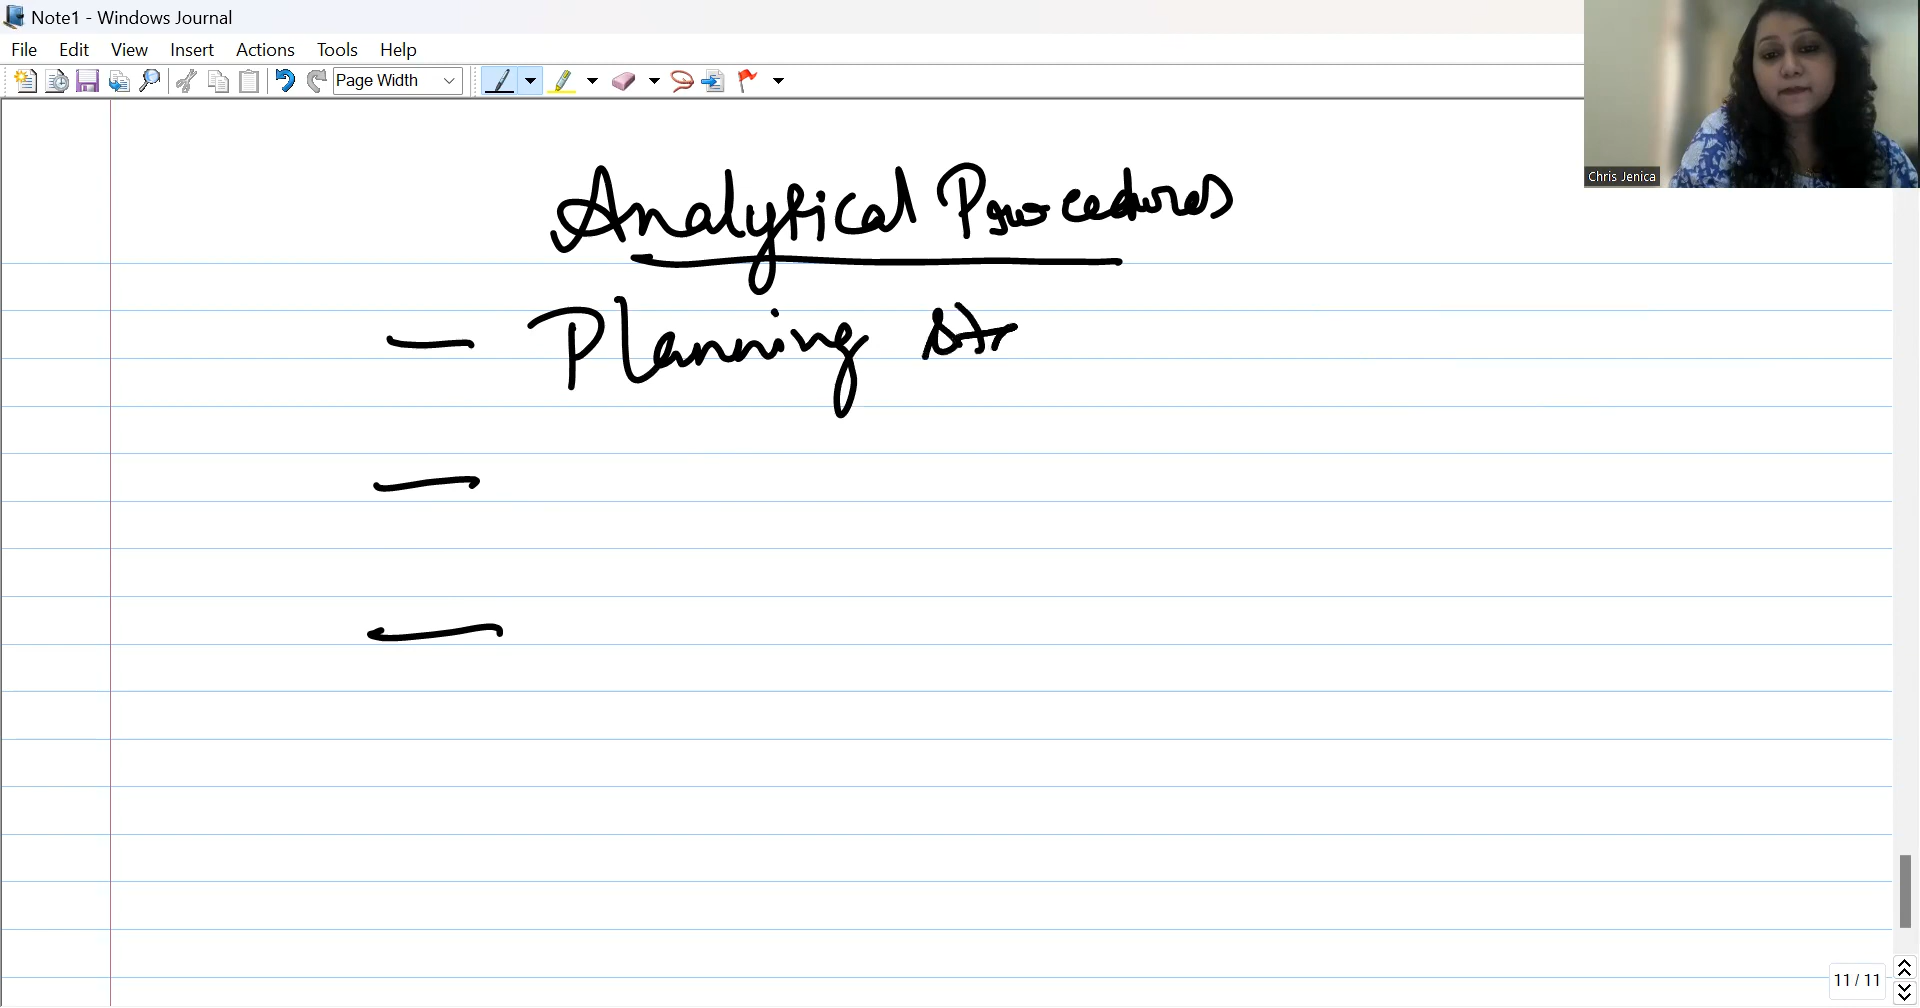 Note1 - Windows Journal
File Edit View Insert Actions Tools Help
Page Width
Chris Jenica
Analytical Procedures
— Planning st
—
—
11 / 11